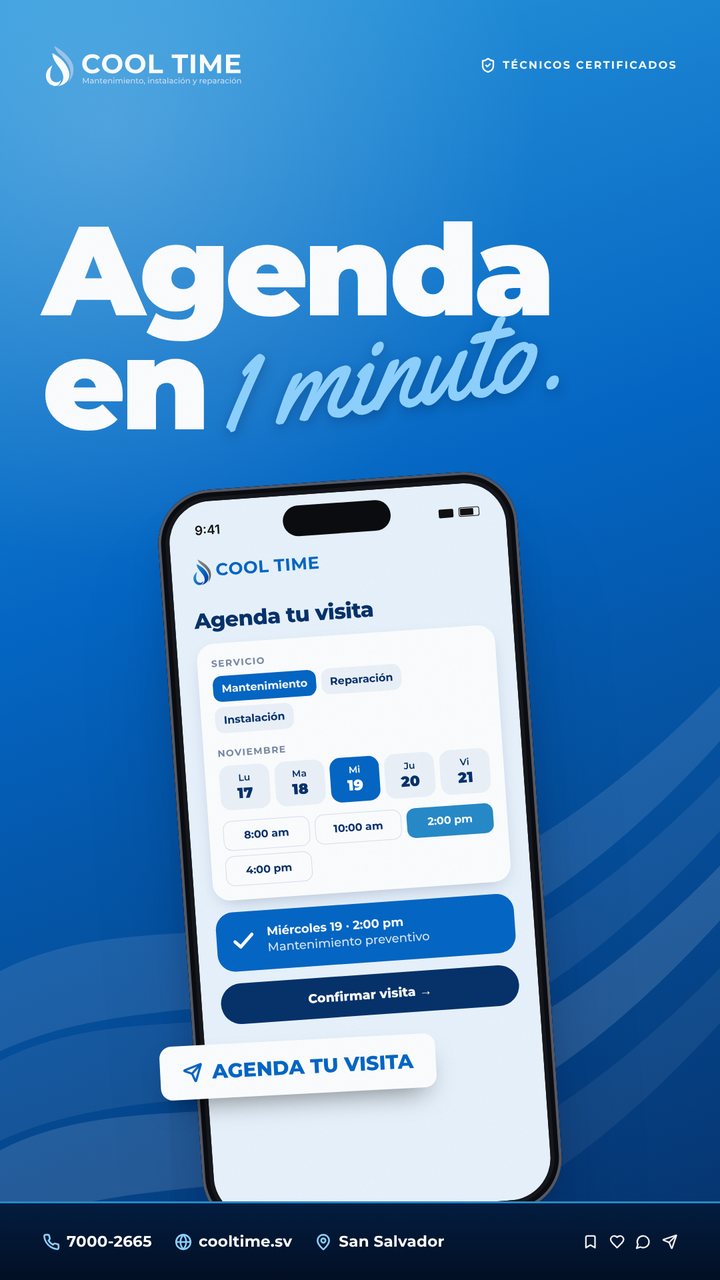 COOL TIME
Mantenimiento, instalación y reparación
TÉCNICOS CERTIFICADOS
Agenda
en 1 minuto.
9:41
COOL TIME
Agenda tu visita
SERVICIO
Mantenimiento Reparación
Instalación
NOVIEMBRE
Lu Ma Mi Ju Vi
17 18 19 20 21
8:00 am 10:00 am 2:00 pm
4:00 pm
Miércoles 19 · 2:00 pm
Mantenimiento preventivo
Confirmar visita →
AGENDA TU VISITA
7000-2665 cooltime.sv San Salvador